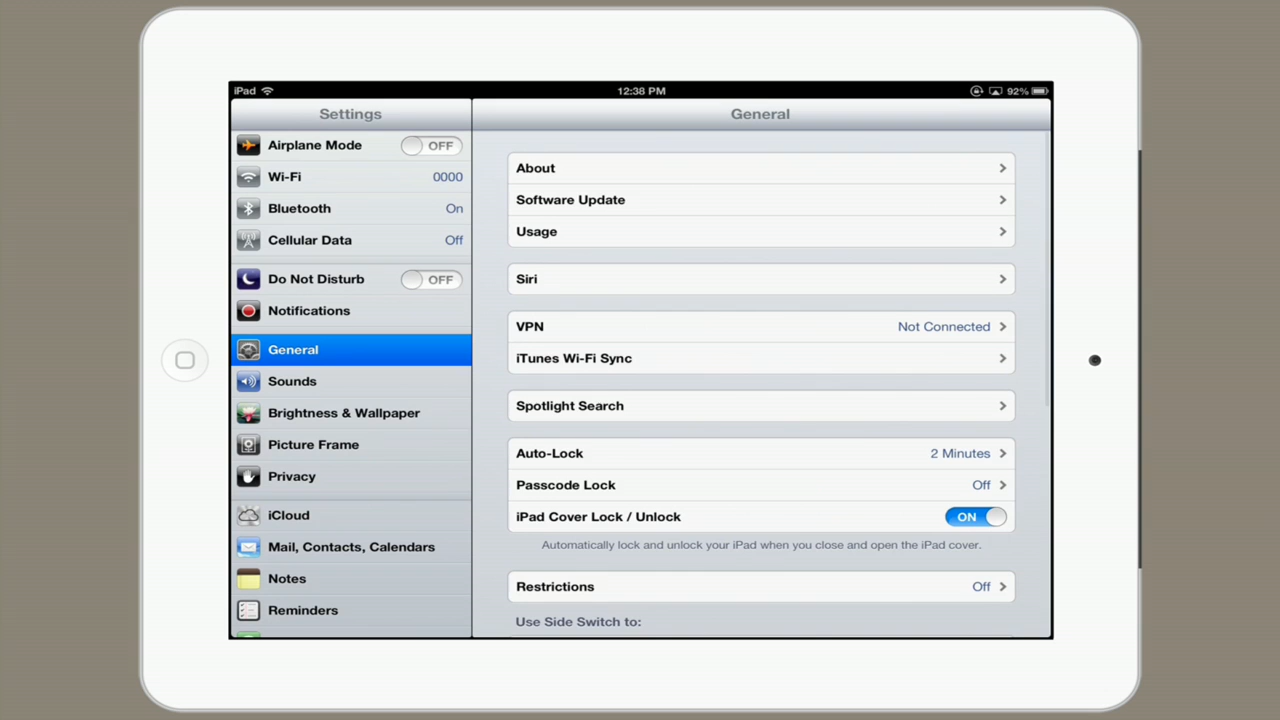 iPad 12:38 PM 92%
Settings
Airplane Mode OFF
Wi-Fi 0000
Bluetooth On
Cellular Data Off
Do Not Disturb OFF
Notifications
General
Sounds
Brightness & Wallpaper
Picture Frame
Privacy
iCloud
Mail, Contacts, Calendars
Notes
Reminders
General
About
Software Update
Usage
Siri
VPN Not Connected
iTunes Wi-Fi Sync
Spotlight Search
Auto-Lock 2 Minutes
Passcode Lock Off
iPad Cover Lock / Unlock ON
Automatically lock and unlock your iPad when you close and open the iPad cover.
Restrictions Off
Use Side Switch to: